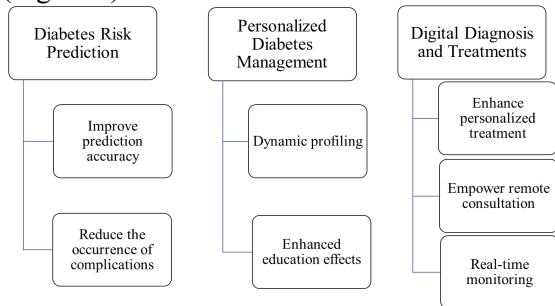 Diabetes Risk
Prediction
Improve
prediction
accuracy
Reduce the
occurrence of
complications
Personalized
Diabetes
Management
Dynamic profiling
Enhanced
education effects
Digital Diagnosis
and Treatments
Enhance
personalized
treatment
Empower remote
consultation
Real-time
monitoring